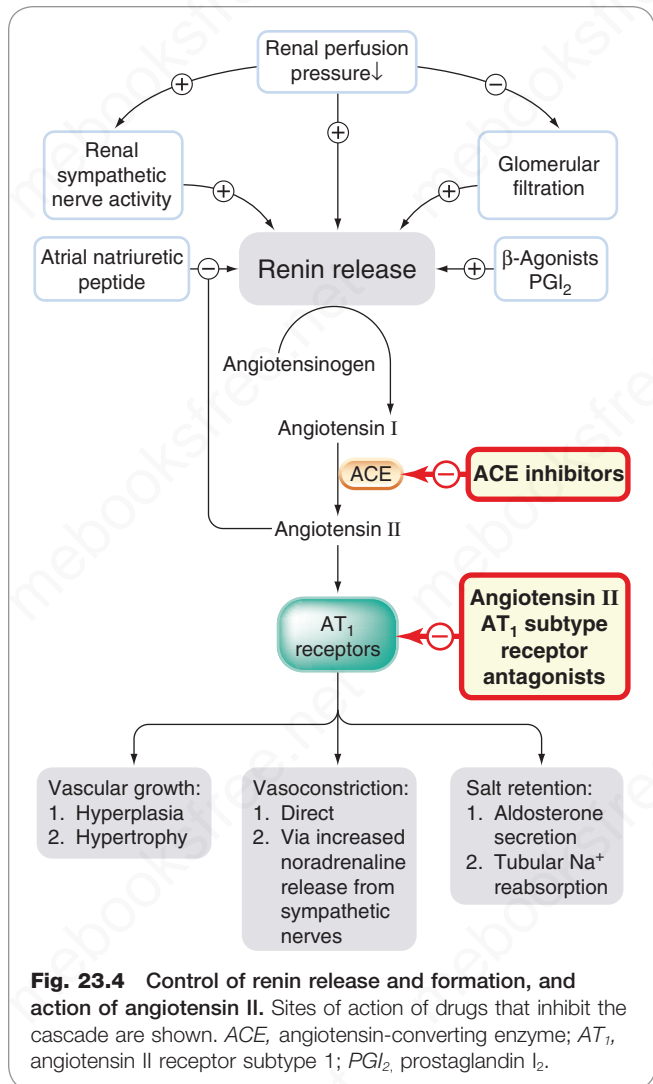 Renal perfusion
pressure↓
+
+
−
Renal
sympathetic
nerve activity
+
+
Glomerular
filtration
Atrial natriuretic
peptide
−
Renin release
+
β-Agonists
PGI₂
Angiotensinogen
Angiotensin I
ACE
−
ACE inhibitors
Angiotensin II
AT₁
receptors
−
Angiotensin II
AT₁ subtype
receptor
antagonists
Vascular growth:
1. Hyperplasia
2. Hypertrophy
Vasoconstriction:
1. Direct
2. Via increased
noradrenaline
release from
sympathetic
nerves
Salt retention:
1. Aldosterone
secretion
2. Tubular Na⁺
reabsorption
Fig. 23.4 Control of renin release and formation, and
action of angiotensin II. Sites of action of drugs that inhibit the
cascade are shown. ACE, angiotensin-converting enzyme; AT₁,
angiotensin II receptor subtype 1; PGI₂, prostaglandin I₂.
mebooksfree.net